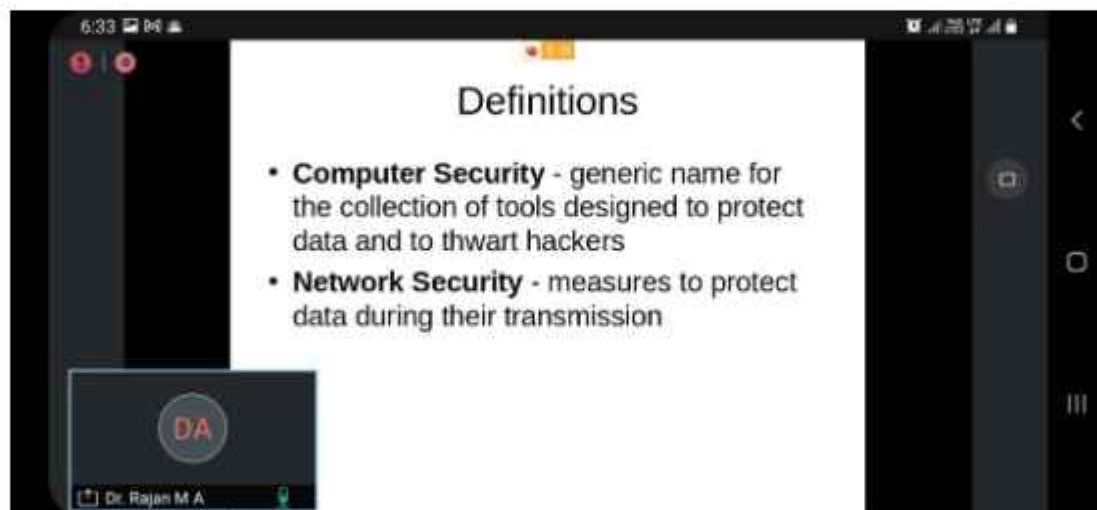 6:33
Definitions
• Computer Security - generic name for
the collection of tools designed to protect
data and to thwart hackers
• Network Security - measures to protect
data during their transmission
DA
Dr. Rajan M A